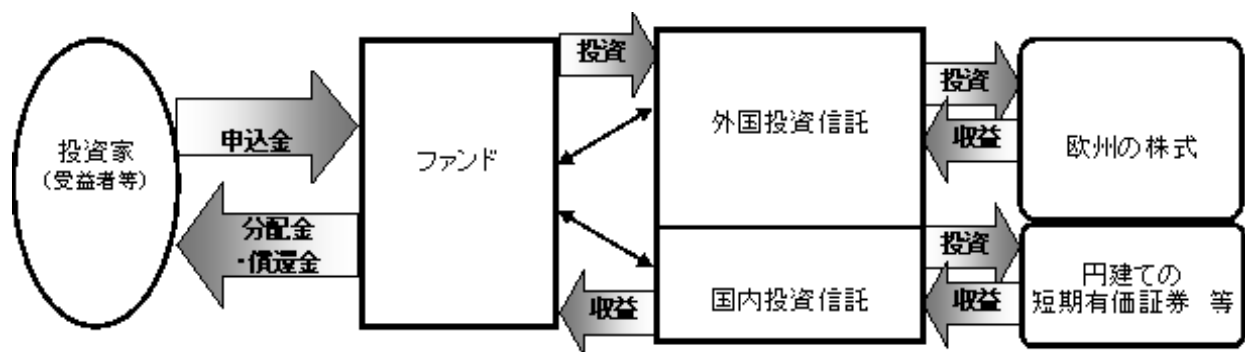 投資家
(受益者等)
申込金
分配金
・償還金
ファンド
投資
収益
外国投資信託
国内投資信託
投資
収益
投資
収益
欧州の株式
円建ての
短期有価証券 等